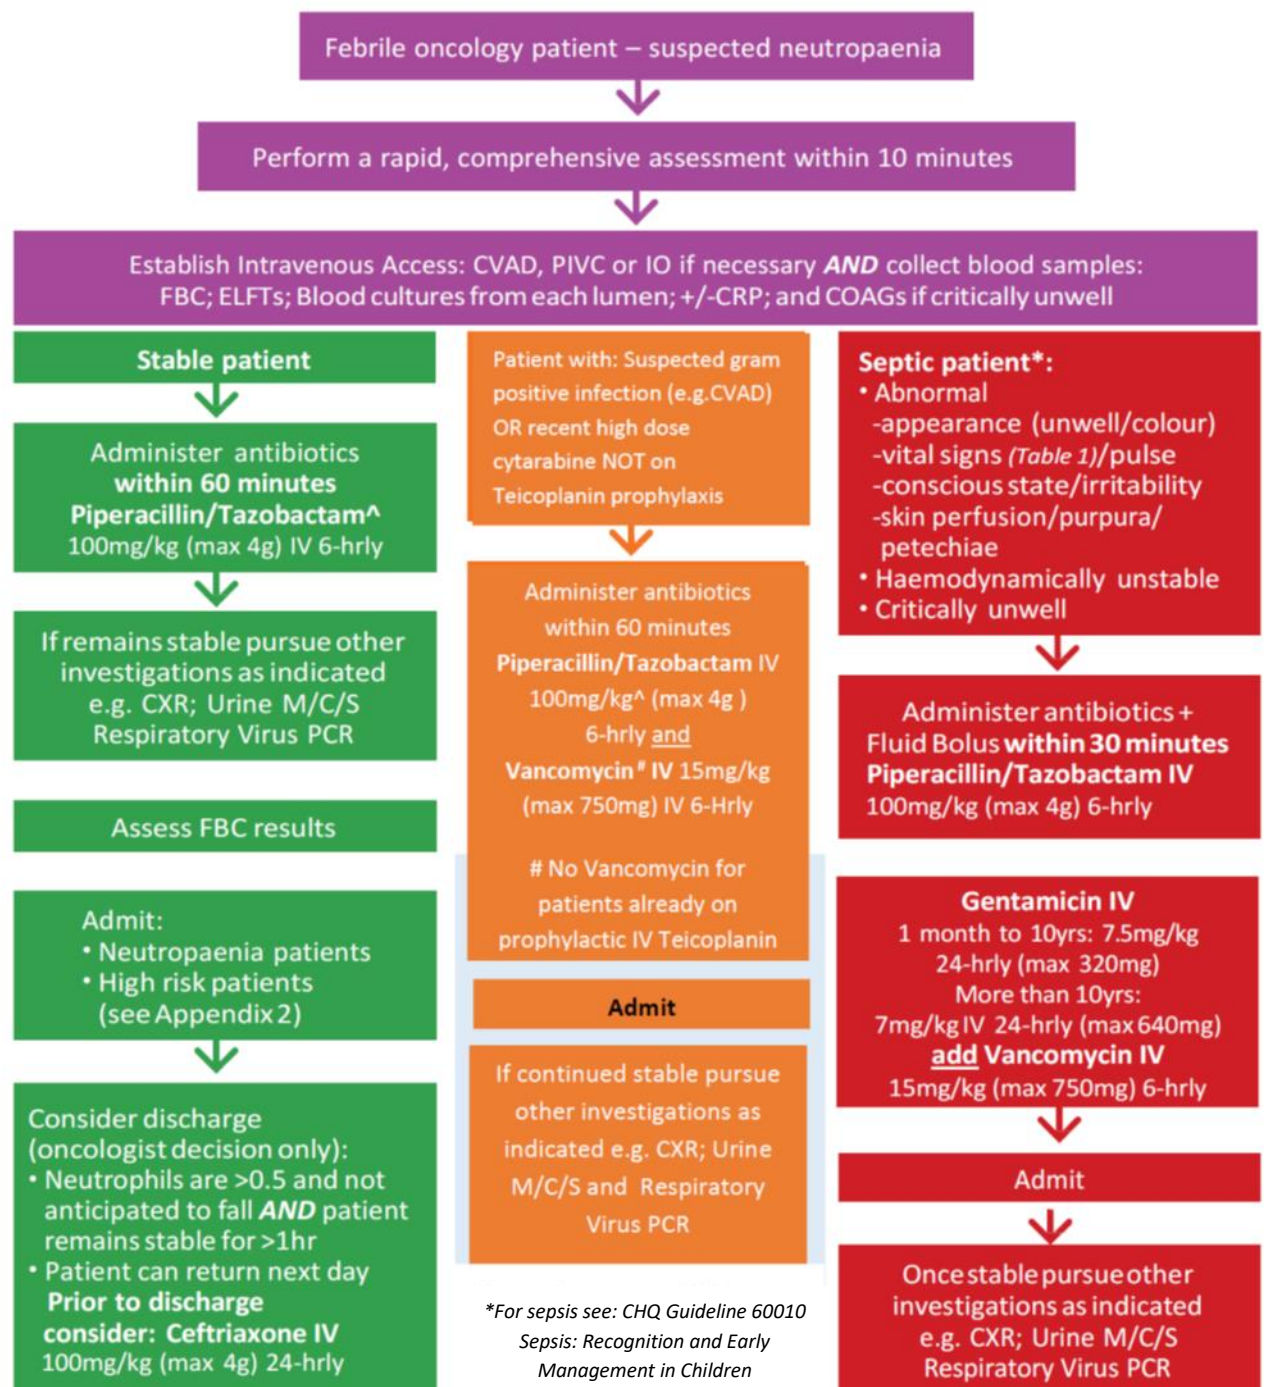 Febrile oncology patient – suspected neutropaenia
Perform a rapid, comprehensive assessment within 10 minutes
Establish Intravenous Access: CVAD, PIVC or IO if necessary AND collect blood samples:
FBC; ELFTs; Blood cultures from each lumen; +/-CRP; and COAGs if critically unwell
Stable patient
Administer antibiotics
within 60 minutes
Piperacillin/Tazobactam^
100mg/kg (max 4g) IV 6-hrly
If remains stable pursue other
investigations as indicated
e.g. CXR; Urine M/C/S
Respiratory Virus PCR
Assess FBC results
Admit:
• Neutropaenia patients
• High risk patients
(see Appendix 2)
Consider discharge
(oncologist decision only):
• Neutrophils are >0.5 and not
anticipated to fall AND patient
remains stable for >1hr
• Patient can return next day
Prior to discharge
consider: Ceftriaxone IV
100mg/kg (max 4g) 24-hrly
Patient with: Suspected gram
positive infection (e.g.CVAD)
OR recent high dose
cytarabine NOT on
Teicoplanin prophylaxis
Administer antibiotics
within 60 minutes
Piperacillin/Tazobactam IV
100mg/kg^ (max 4g )
6-hrly and
Vancomycin# IV 15mg/kg
(max 750mg) IV 6-Hrly
# No Vancomycin for
patients already on
prophylactic IV Teicoplanin
Admit
If continued stable pursue
other investigations as
indicated e.g. CXR; Urine
M/C/S and Respiratory
Virus PCR
*For sepsis see: CHQ Guideline 60010
Sepsis: Recognition and Early
Management in Children
Septic patient*:
• Abnormal
-appearance (unwell/colour)
-vital signs (Table 1)/pulse
-conscious state/irritability
-skin perfusion/purpura/
petechiae
• Haemodynamically unstable
• Critically unwell
Administer antibiotics +
Fluid Bolus within 30 minutes
Piperacillin/Tazobactam IV
100mg/kg (max 4g) 6-hrly
Gentamicin IV
1 month to 10yrs: 7.5mg/kg
24-hrly (max 320mg)
More than 10yrs:
7mg/kg IV 24-hrly (max 640mg)
add Vancomycin IV
15mg/kg (max 750mg) 6-hrly
Admit
Once stable pursue other
investigations as indicated
e.g. CXR; Urine M/C/S
Respiratory Virus PCR